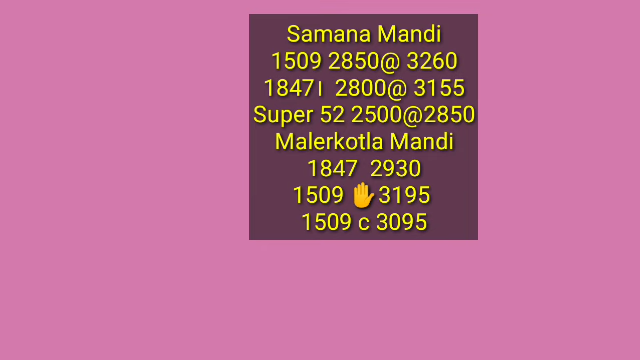 Samana Mandi
1509 2850@ 3260
1847। 2800@ 3155
Super 52 2500@2850
Malerkotla Mandi
1847 2930
1509 ✋3195
1509 c 3095